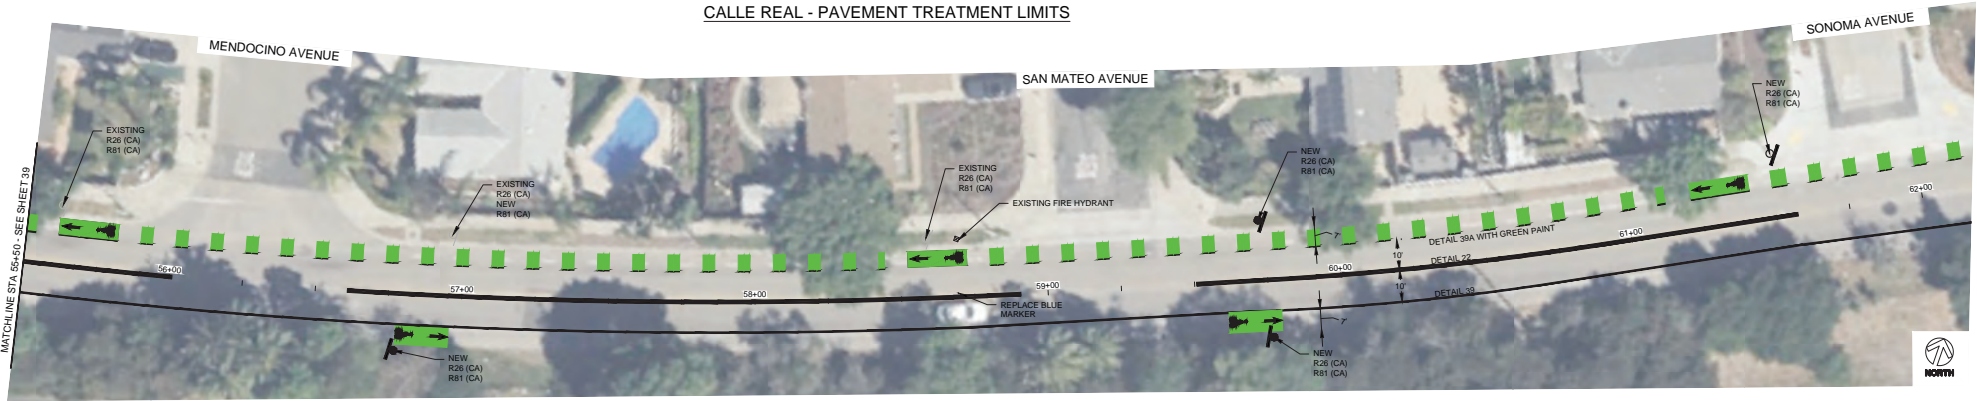 CALLE REAL - PAVEMENT TREATMENT LIMITS
MENDOCINO AVENUE
SAN MATEO AVENUE
SONOMA AVENUE
MATCHLINE STA 55+50 - SEE SHEET 39
EXISTING
R26 (CA)
R81 (CA)
EXISTING
R26 (CA)
NEW
R81 (CA)
EXISTING
R26 (CA)
R81 (CA)
EXISTING FIRE HYDRANT
NEW
R26 (CA)
R81 (CA)
NEW
R26 (CA)
R81 (CA)
56+00
57+00
58+00
59+00
60+00
61+00
62+00
7'
10'
10'
7'
DETAIL 39A WITH GREEN PAINT
DETAIL 22
DETAIL 39
REPLACE BLUE
MARKER
NEW
R26 (CA)
R81 (CA)
NEW
R26 (CA)
R81 (CA)
NORTH